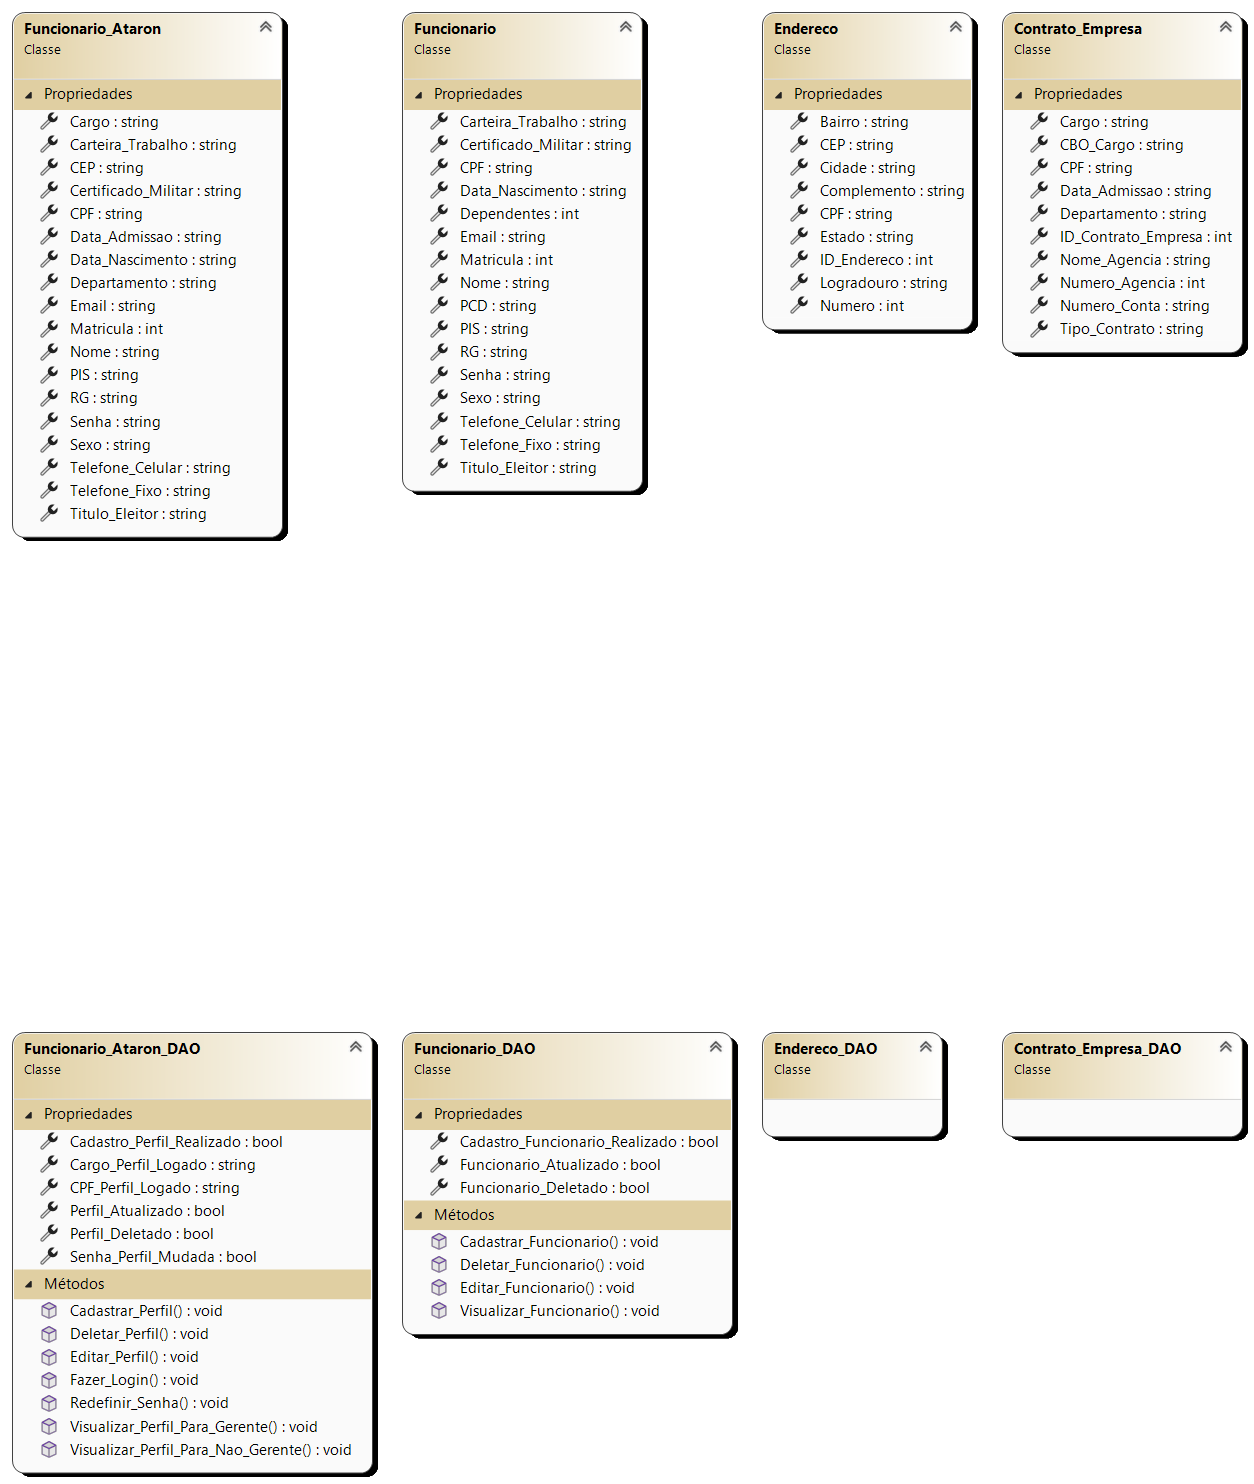 Funcionario_Ataron
Classe
Propriedades
Cargo : string
Carteira_Trabalho : string
CEP : string
Certificado_Militar : string
CPF : string
Data_Admissao : string
Data_Nascimento : string
Departamento : string
Email : string
Matricula : int
Nome : string
PIS : string
RG : string
Senha : string
Sexo : string
Telefone_Celular : string
Telefone_Fixo : string
Titulo_Eleitor : string
Funcionario
Classe
Propriedades
Carteira_Trabalho : string
Certificado_Militar : string
CPF : string
Data_Nascimento : string
Dependentes : int
Email : string
Matricula : int
Nome : string
PCD : string
PIS : string
RG : string
Senha : string
Sexo : string
Telefone_Celular : string
Telefone_Fixo : string
Titulo_Eleitor : string
Endereco
Classe
Propriedades
Bairro : string
CEP : string
Cidade : string
Complemento : string
CPF : string
Estado : string
ID_Endereco : int
Logradouro : string
Numero : int
Contrato_Empresa
Classe
Propriedades
Cargo : string
CBO_Cargo : string
CPF : string
Data_Admissao : string
Departamento : string
ID_Contrato_Empresa : int
Nome_Agencia : string
Numero_Agencia : int
Numero_Conta : string
Tipo_Contrato : string
Funcionario_Ataron_DAO
Classe
Propriedades
Cadastro_Perfil_Realizado : bool
Cargo_Perfil_Logado : string
CPF_Perfil_Logado : string
Perfil_Atualizado : bool
Perfil_Deletado : bool
Senha_Perfil_Mudada : bool
Métodos
Cadastrar_Perfil() : void
Deletar_Perfil() : void
Editar_Perfil() : void
Fazer_Login() : void
Redefinir_Senha() : void
Visualizar_Perfil_Para_Gerente() : void
Visualizar_Perfil_Para_Nao_Gerente() : void
Funcionario_DAO
Classe
Propriedades
Cadastro_Funcionario_Realizado : bool
Funcionario_Atualizado : bool
Funcionario_Deletado : bool
Métodos
Cadastrar_Funcionario() : void
Deletar_Funcionario() : void
Editar_Funcionario() : void
Visualizar_Funcionario() : void
Endereco_DAO
Classe
Contrato_Empresa_DAO
Classe